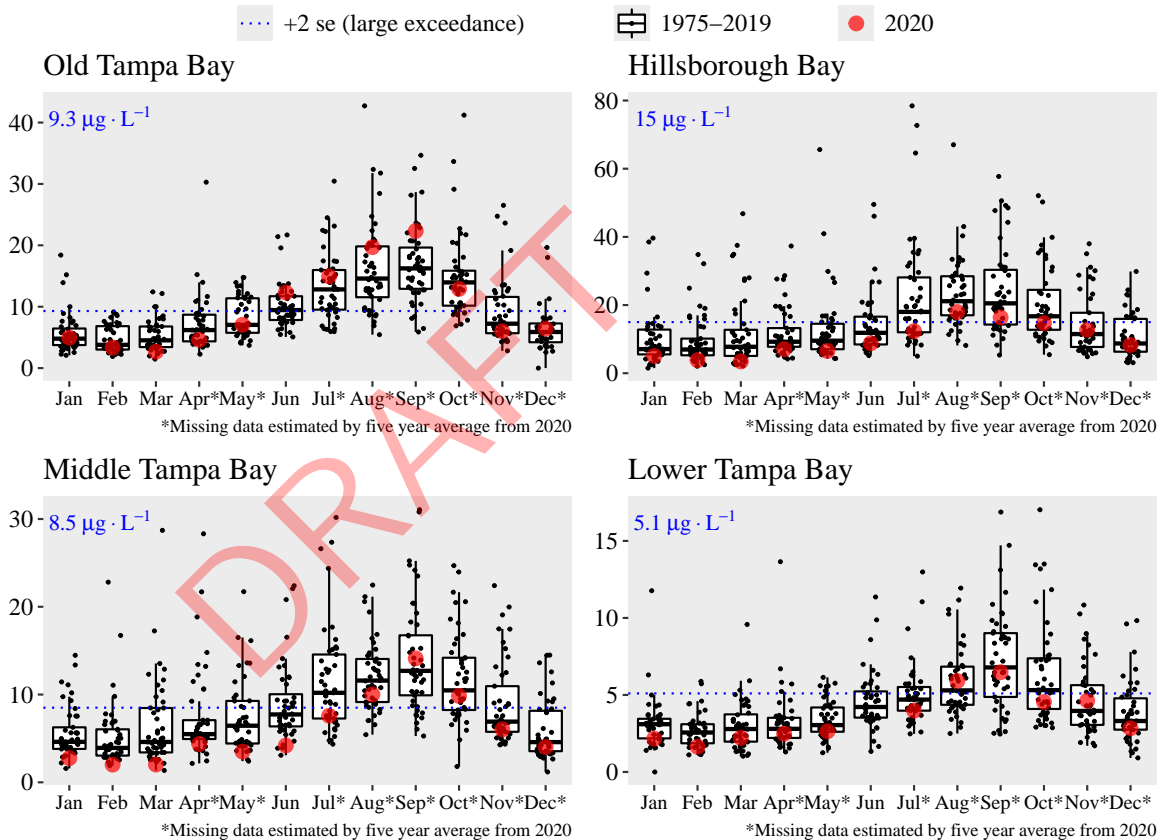 +2 se (large exceedance) 1975–2019 2020
Old Tampa Bay
9.3 μg · L⁻¹
40
30
20
10
0
Jan Feb Mar Apr* May* Jun Jul* Aug* Sep* Oct* Nov* Dec*
*Missing data estimated by five year average from 2020
Hillsborough Bay
15 μg · L⁻¹
80
60
40
20
0
Jan Feb Mar Apr* May* Jun Jul* Aug* Sep* Oct* Nov* Dec*
*Missing data estimated by five year average from 2020
Middle Tampa Bay
8.5 μg · L⁻¹
30
20
10
0
Jan Feb Mar Apr* May* Jun Jul* Aug* Sep* Oct* Nov* Dec*
*Missing data estimated by five year average from 2020
Lower Tampa Bay
5.1 μg · L⁻¹
15
10
5
0
Jan Feb Mar Apr* May* Jun Jul* Aug* Sep* Oct* Nov* Dec*
*Missing data estimated by five year average from 2020
DRAFT